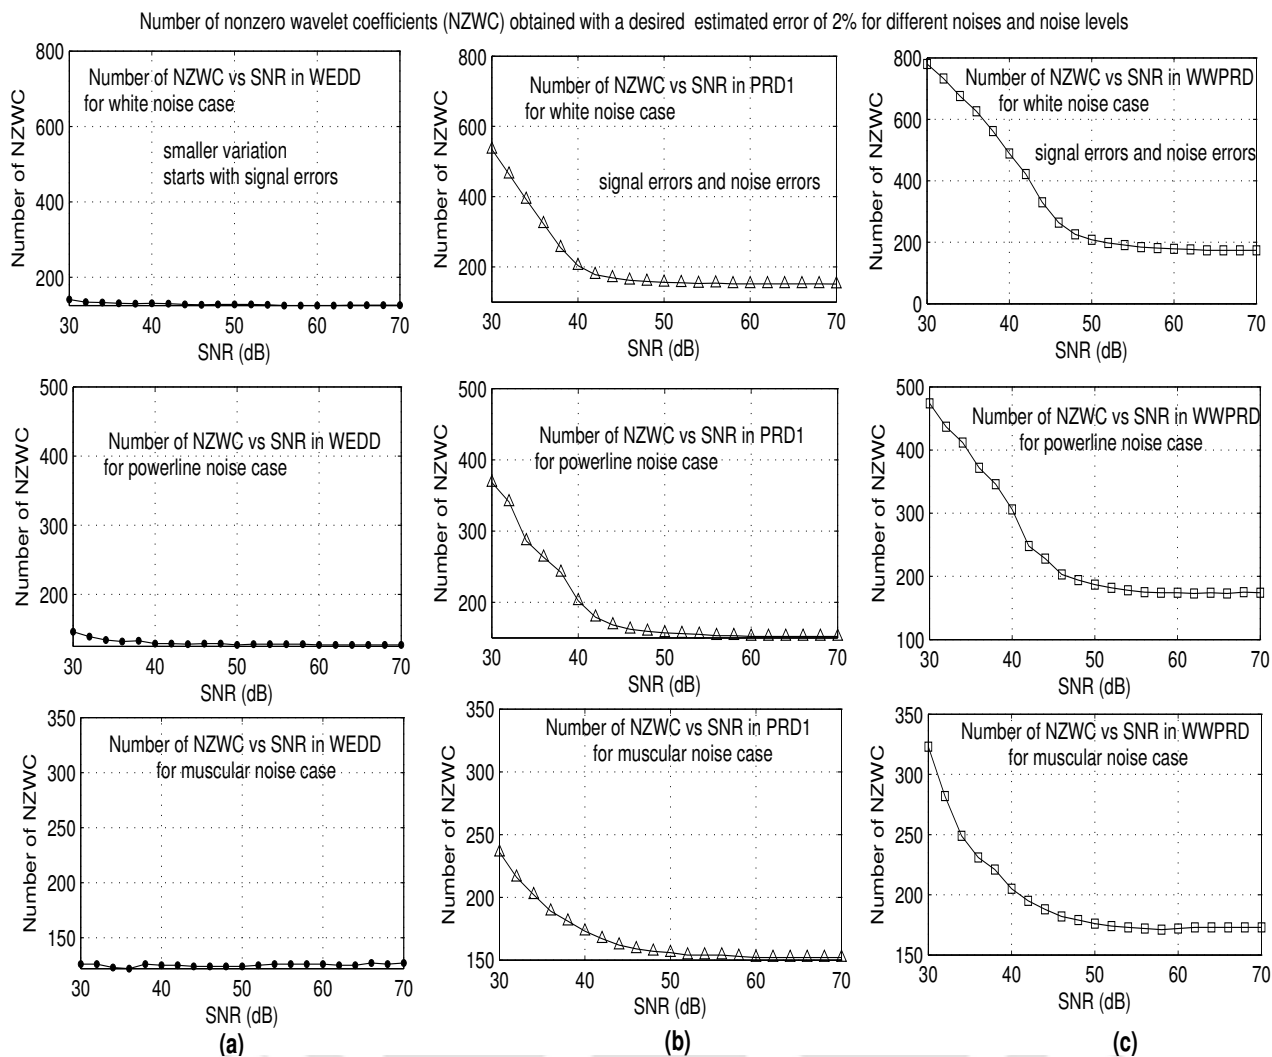 Number of nonzero wavelet coefficients (NZWC) obtained with a desired estimated error of 2% for different noises and noise levels
Number of NZWC vs SNR in WEDD
for white noise case
smaller variation
starts with signal errors
Number of NZWC
800
600
400
200
30 40 50 60 70
SNR (dB)
Number of NZWC vs SNR in PRD1
for white noise case
signal errors and noise errors
Number of NZWC
800
700
600
500
400
300
200
100
30 40 50 60 70
SNR (dB)
Number of NZWC vs SNR in WWPRD
for white noise case
signal errors and noise errors
Number of NZWC
800
600
400
200
0
30 40 50 60 70
SNR (dB)
Number of NZWC vs SNR in WEDD
for powerline noise case
Number of NZWC
500
400
300
200
30 40 50 60 70
SNR (dB)
Number of NZWC vs SNR in PRD1
for powerline noise case
Number of NZWC
500
400
300
200
30 40 50 60 70
SNR (dB)
Number of NZWC vs SNR in WWPRD
for powerline noise case
Number of NZWC
500
400
300
200
100
30 40 50 60 70
SNR (dB)
Number of NZWC vs SNR in WEDD
for muscular noise case
Number of NZWC
350
300
250
200
150
30 40 50 60 70
SNR (dB)
(a)
Number of NZWC vs SNR in PRD1
for muscular noise case
Number of NZWC
350
300
250
200
150
30 40 50 60 70
SNR (dB)
(b)
Number of NZWC vs SNR in WWPRD
for muscular noise case
Number of NZWC
350
300
250
200
150
30 40 50 60 70
SNR (dB)
(c)